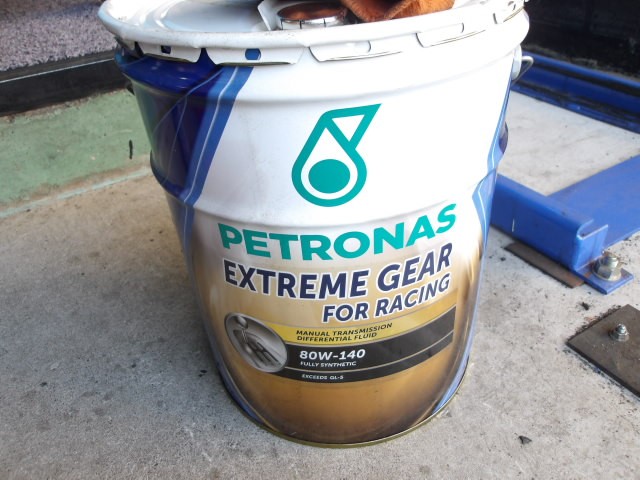 PETRONAS
EXTREME GEAR
FOR RACING
MANUAL TRANSMISSION
DIFFERENTIAL FLUID
80W-140
FULLY SYNTHETIC
EXCEEDS GL-5